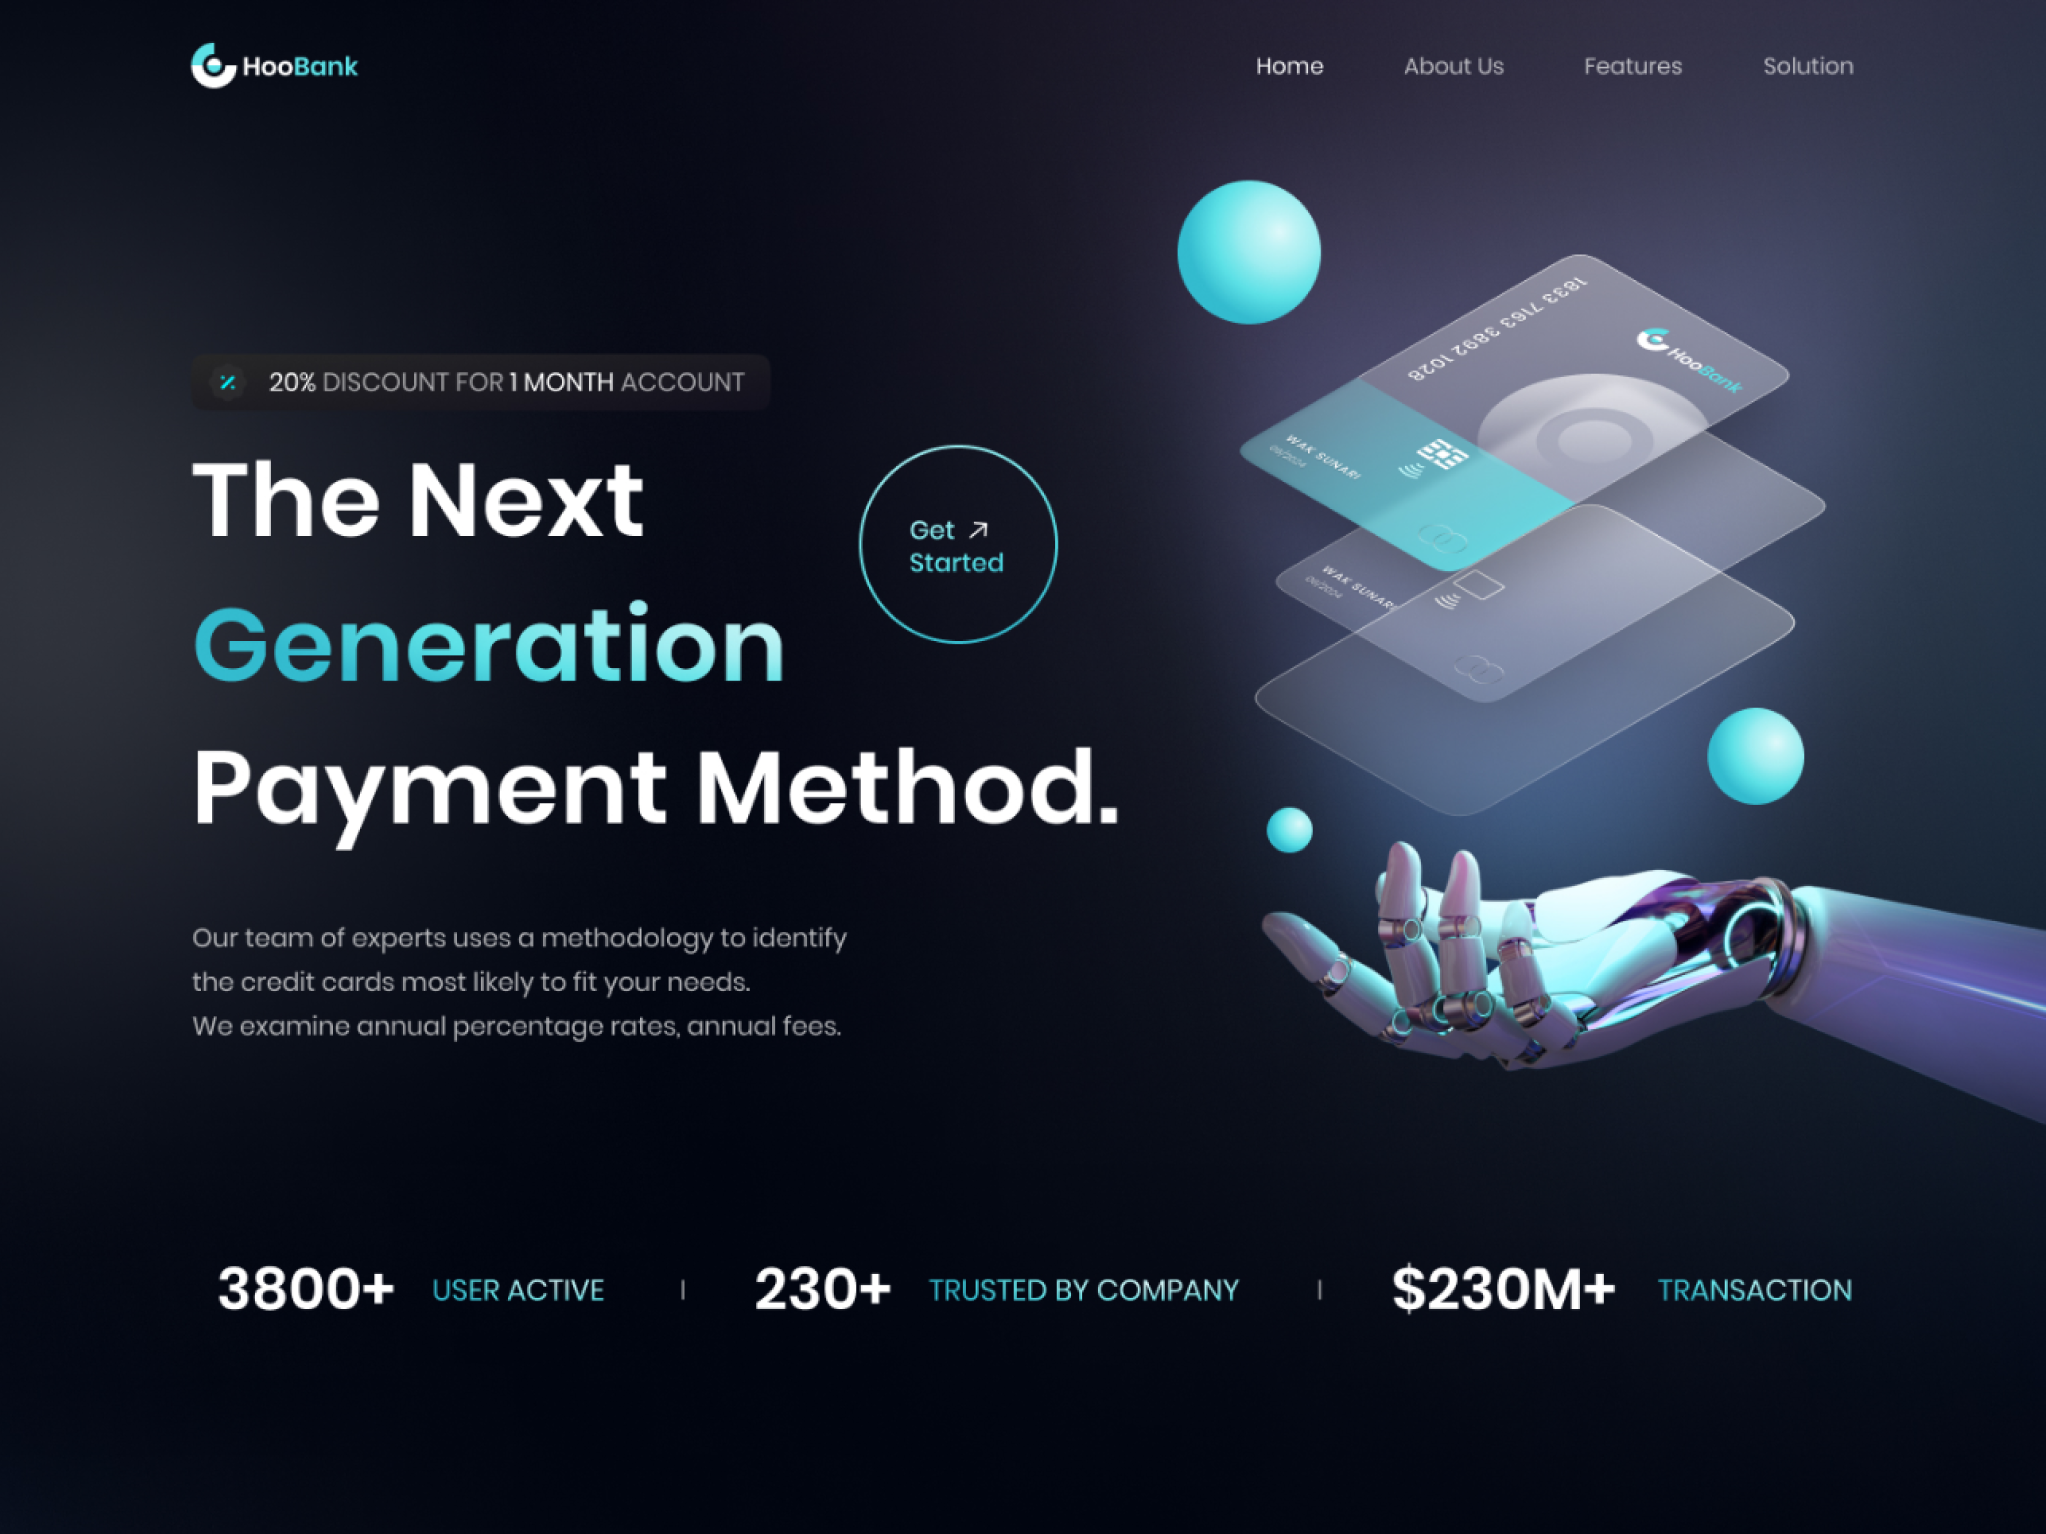 HooBank
Home
About Us
Features
Solution
20% DISCOUNT FOR 1 MONTH ACCOUNT
The Next
Generation
Payment Method.
Get ↗
Started
Our team of experts uses a methodology to identify
the credit cards most likely to fit your needs.
We examine annual percentage rates, annual fees.
1833 7163 3892 1028
HooBank
WAK SUNARI
09/2024
WAK SUNARI
09/2024
3800+ USER ACTIVE
230+ TRUSTED BY COMPANY
$230M+ TRANSACTION